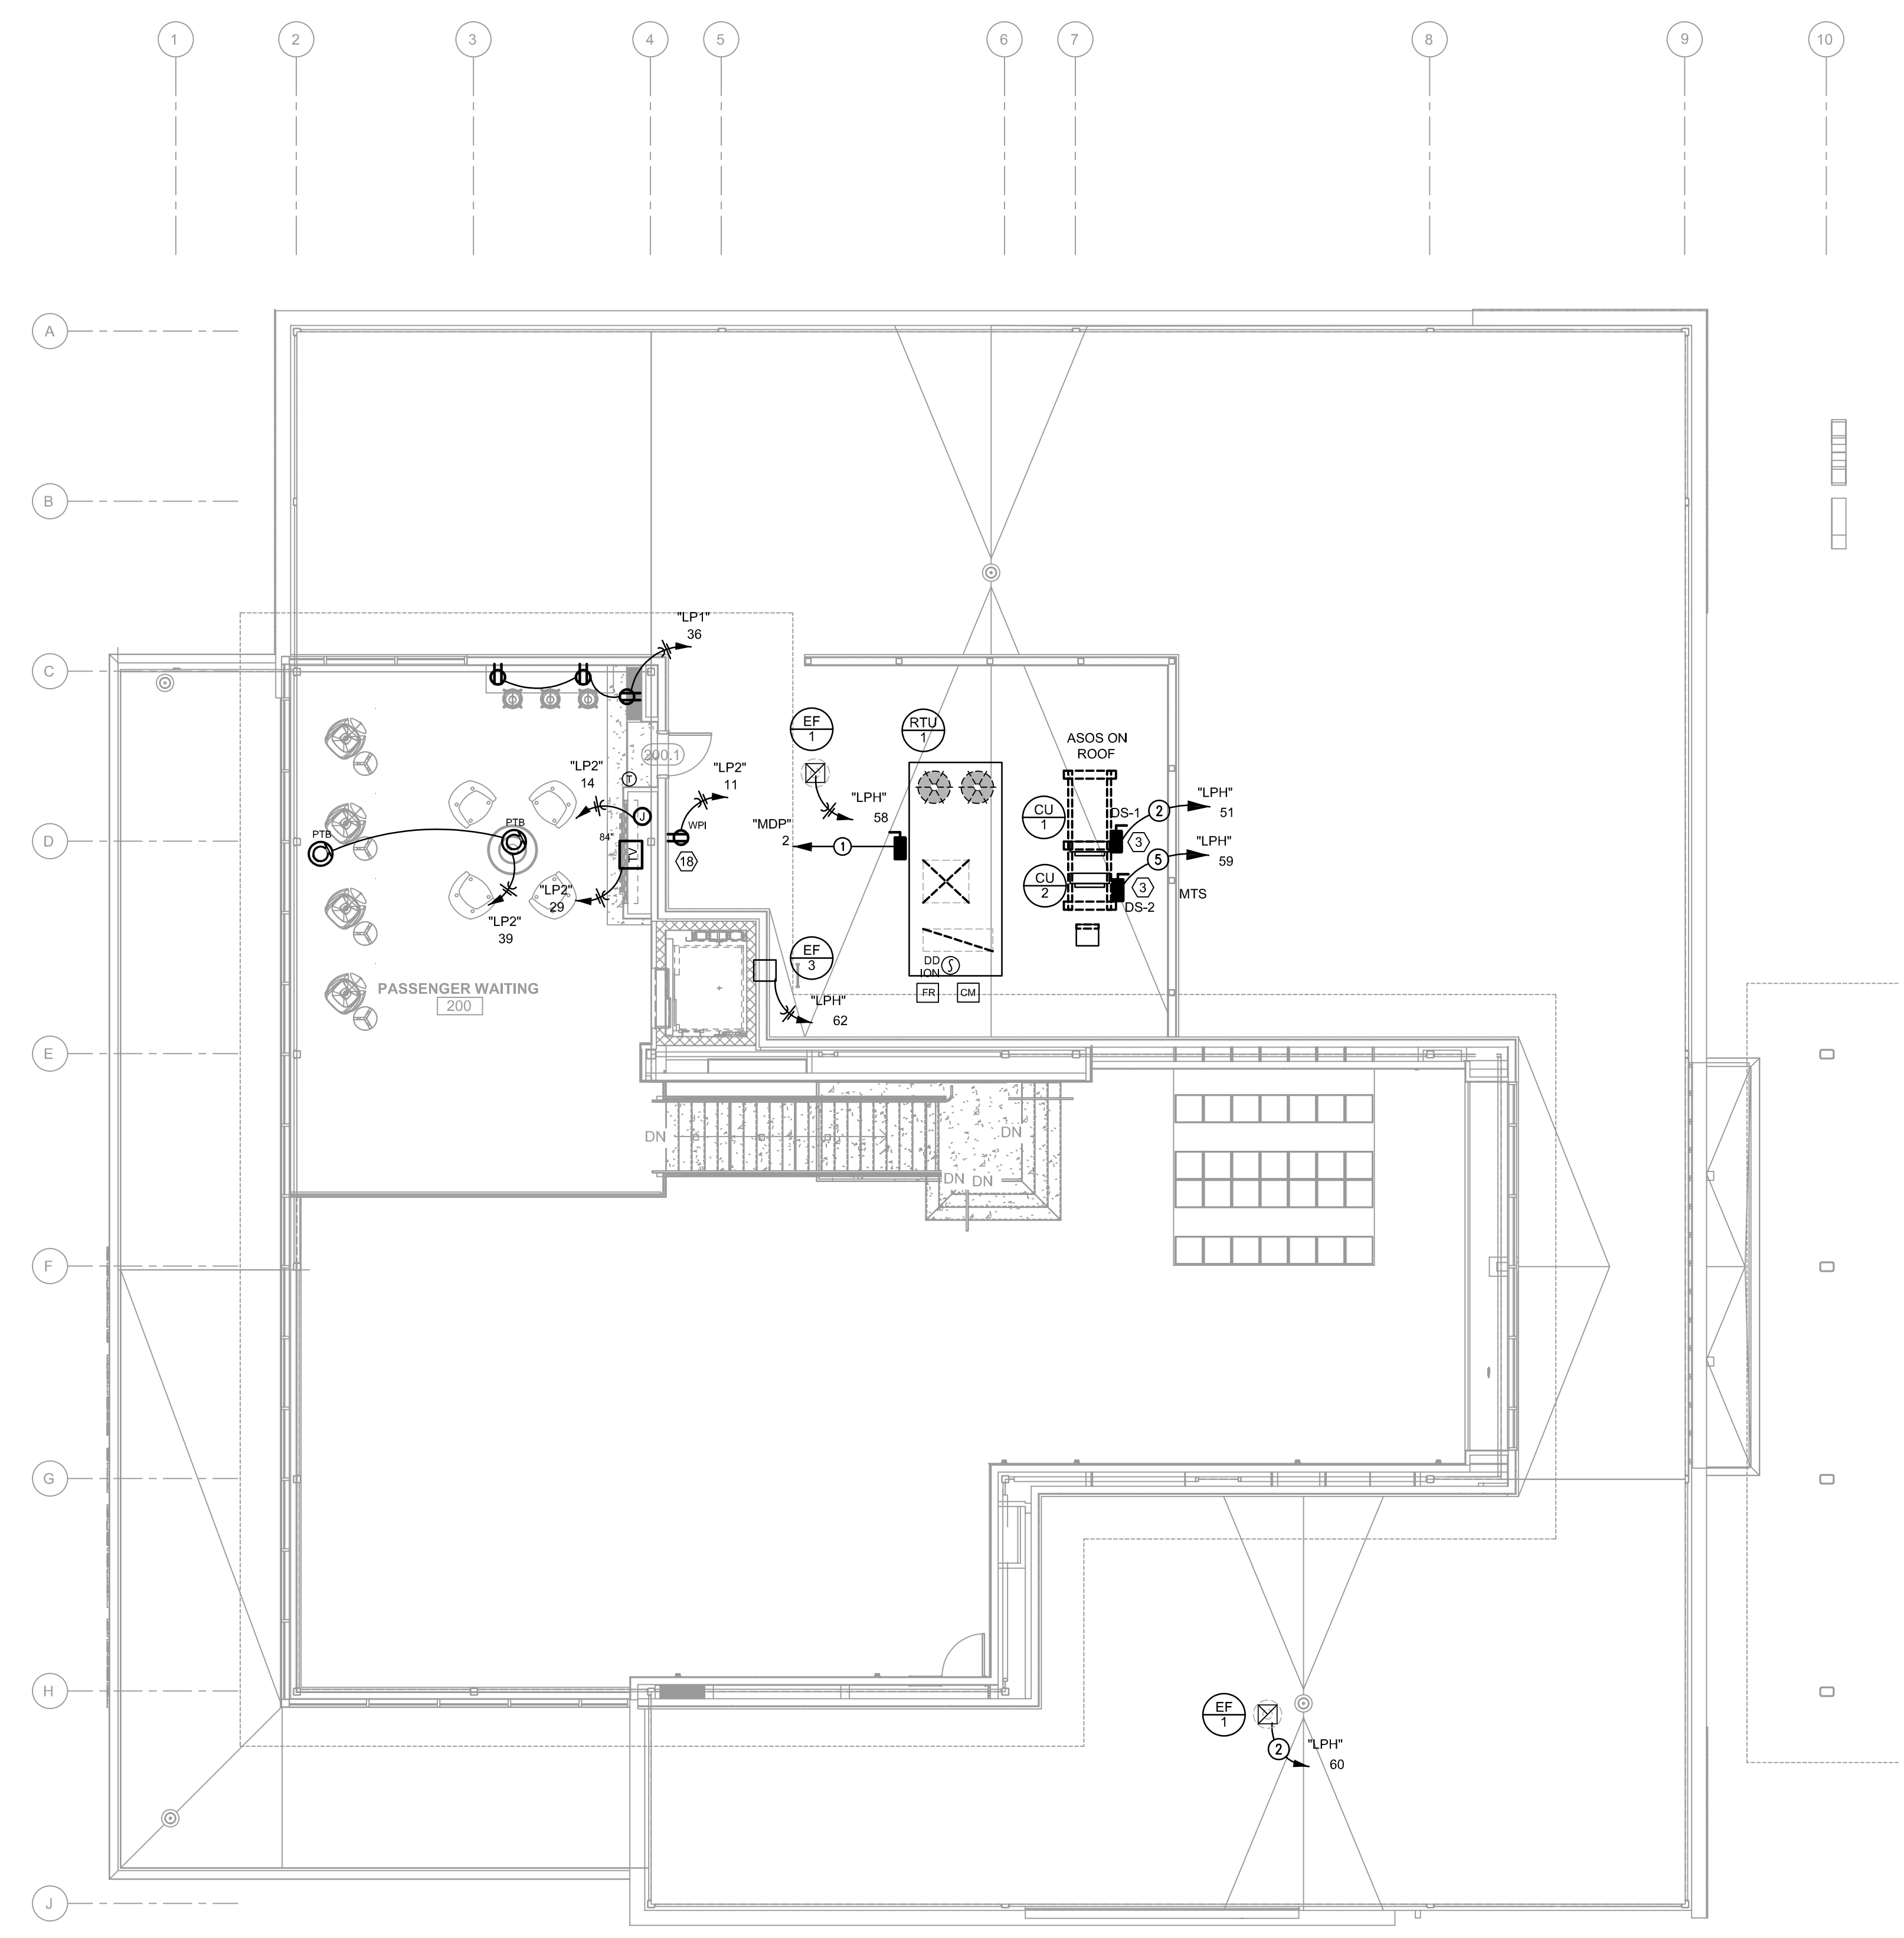 1 2 3 4 5 6 7 8 9 10
A
B
"LP1"
36
C
EF
1
RTU
1
ASOS ON
ROOF
200.1
"LP2"
14
T
"LP2"
11
"LPH"
58
"MDP"
2
1
CU
1
DS-1
2
"LPH"
51
3
"LPH"
59
5
D
PTB
PTB
J
84"
TV
WPI
18
CU
2
3
DS-2
MTS
"LP2"
29
"LP2"
39
EF
3
DD
ION
S
FR
CM
PASSENGER WAITING
200
"LPH"
62
E
DN
DN
DN
DN
F
G
H
EF
1
2
"LPH"
60
J